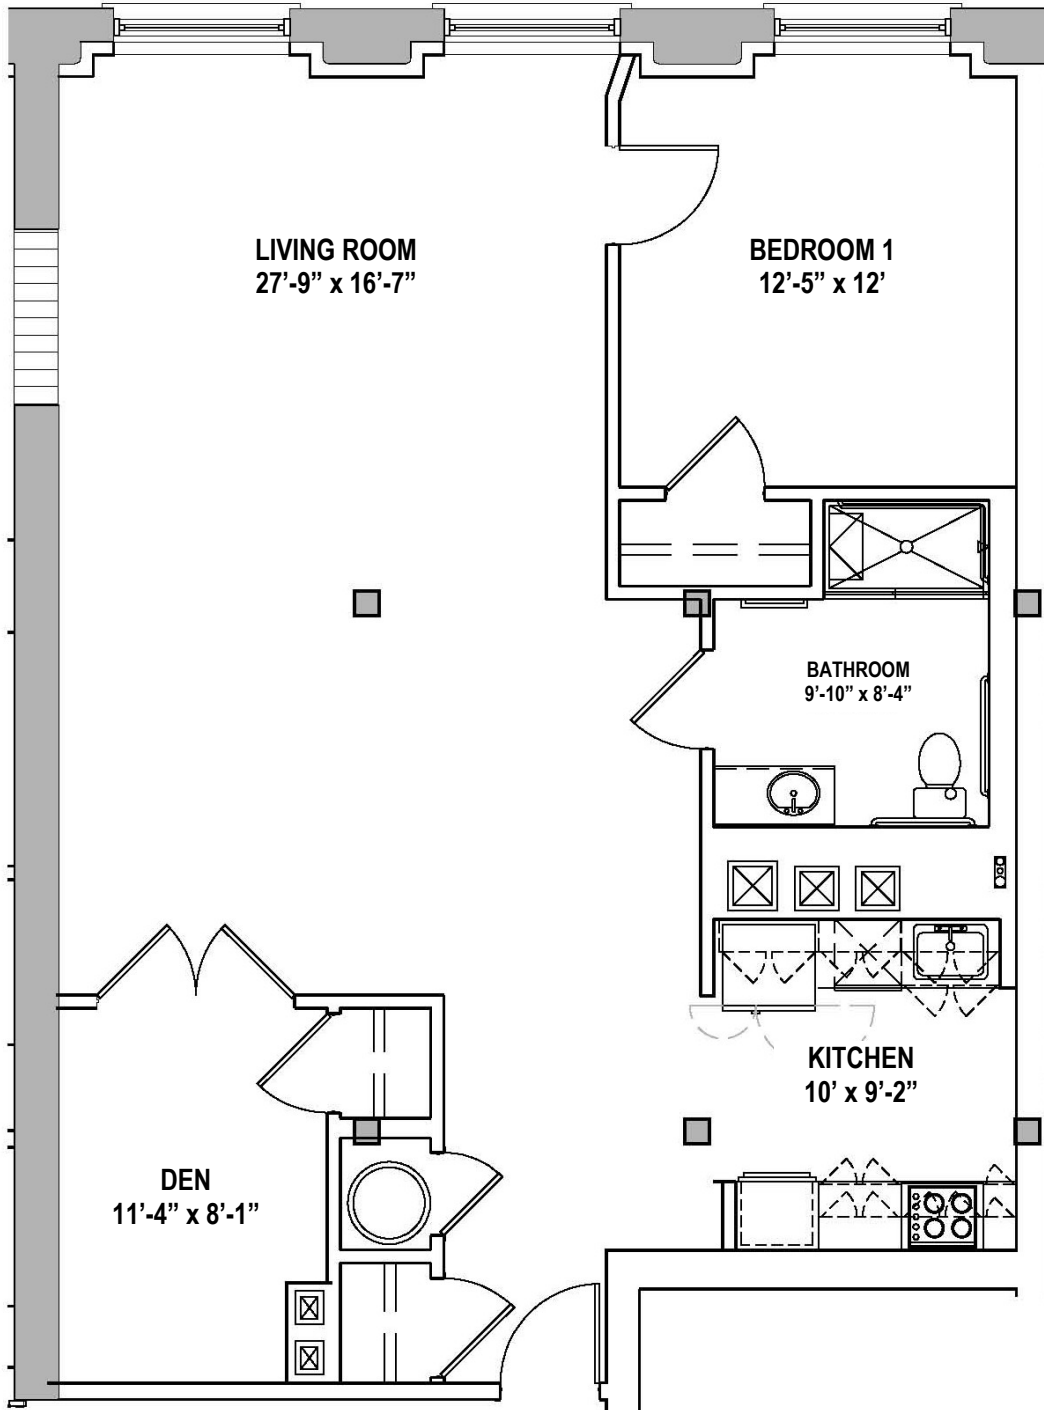 LIVING ROOM
27’-9” x 16’-7”
BEDROOM 1
12’-5” x 12’
BATHROOM
9’-10” x 8’-4”
KITCHEN
10’ x 9’-2”
DEN
11’-4” x 8’-1”